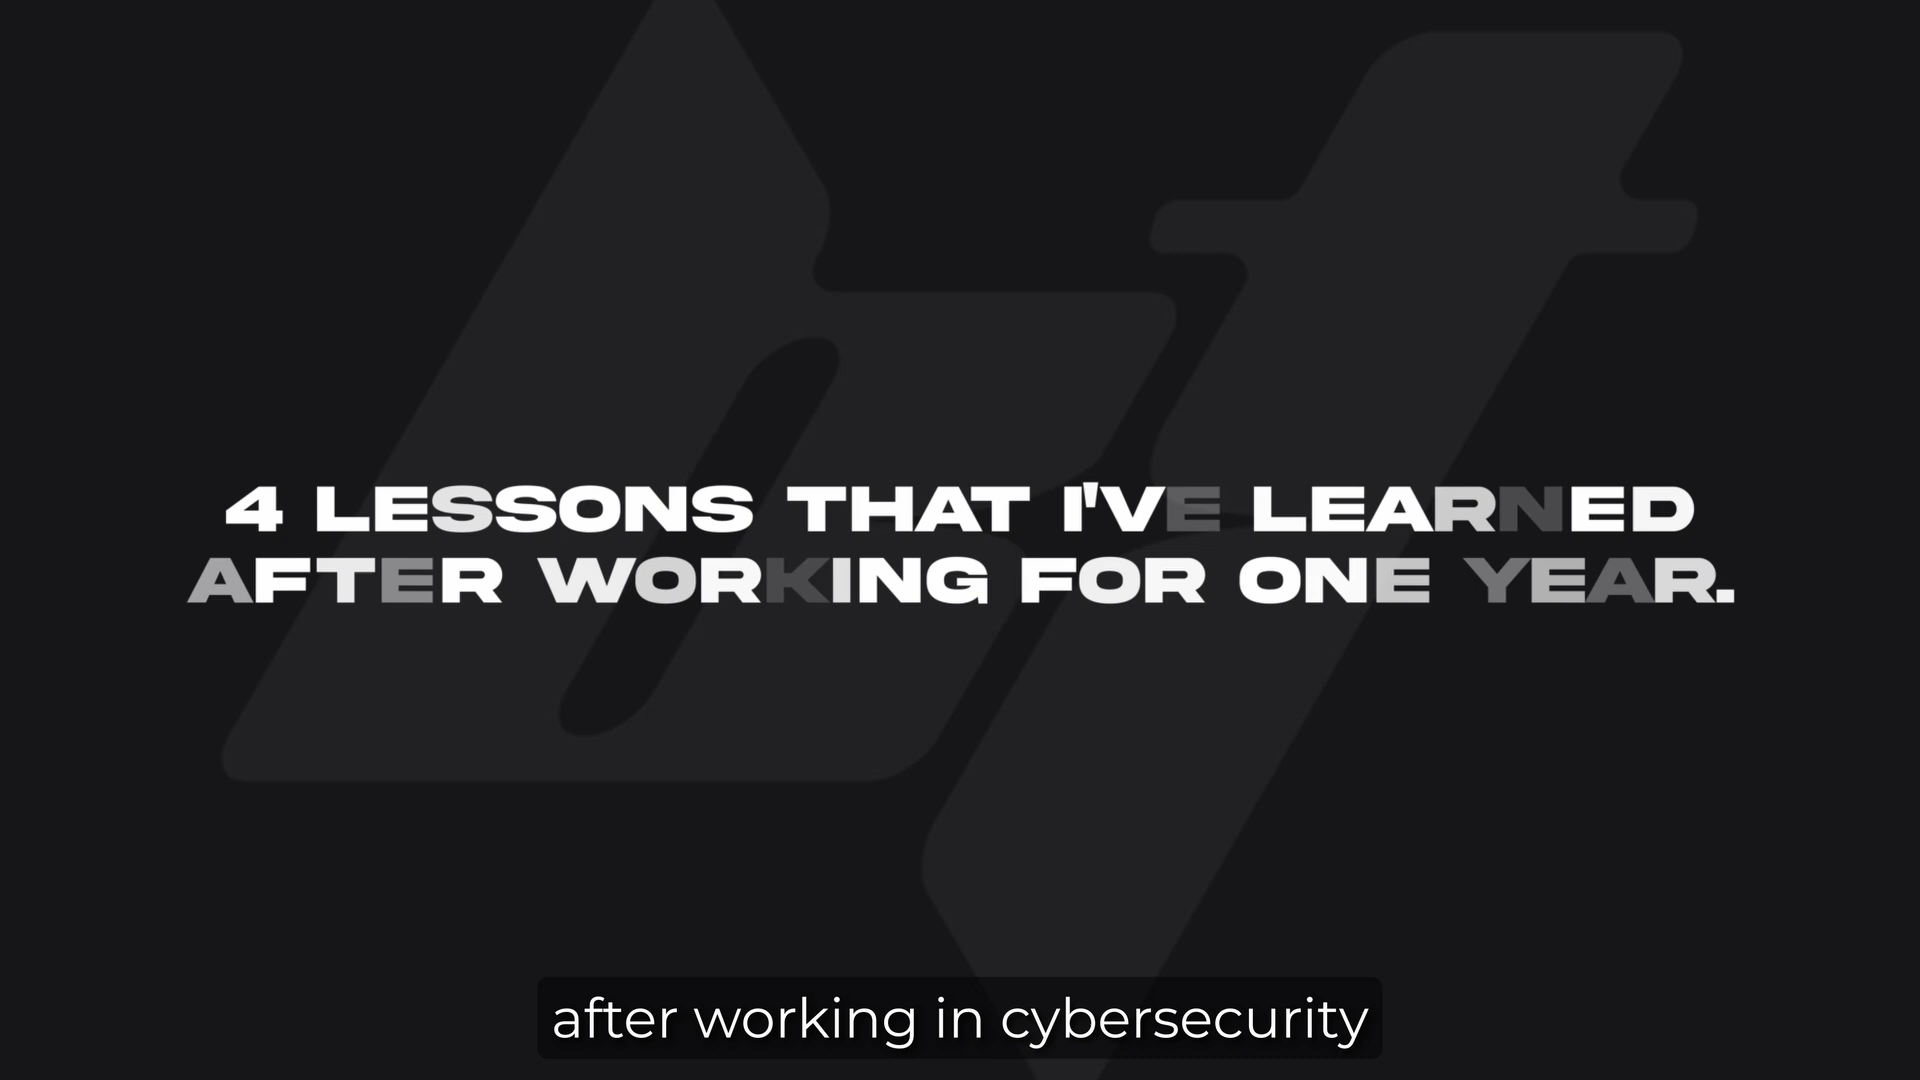 4 LESSONS THAT I'VE LEARNED
AFTER WORKING FOR ONE YEAR.
after working in cybersecurity